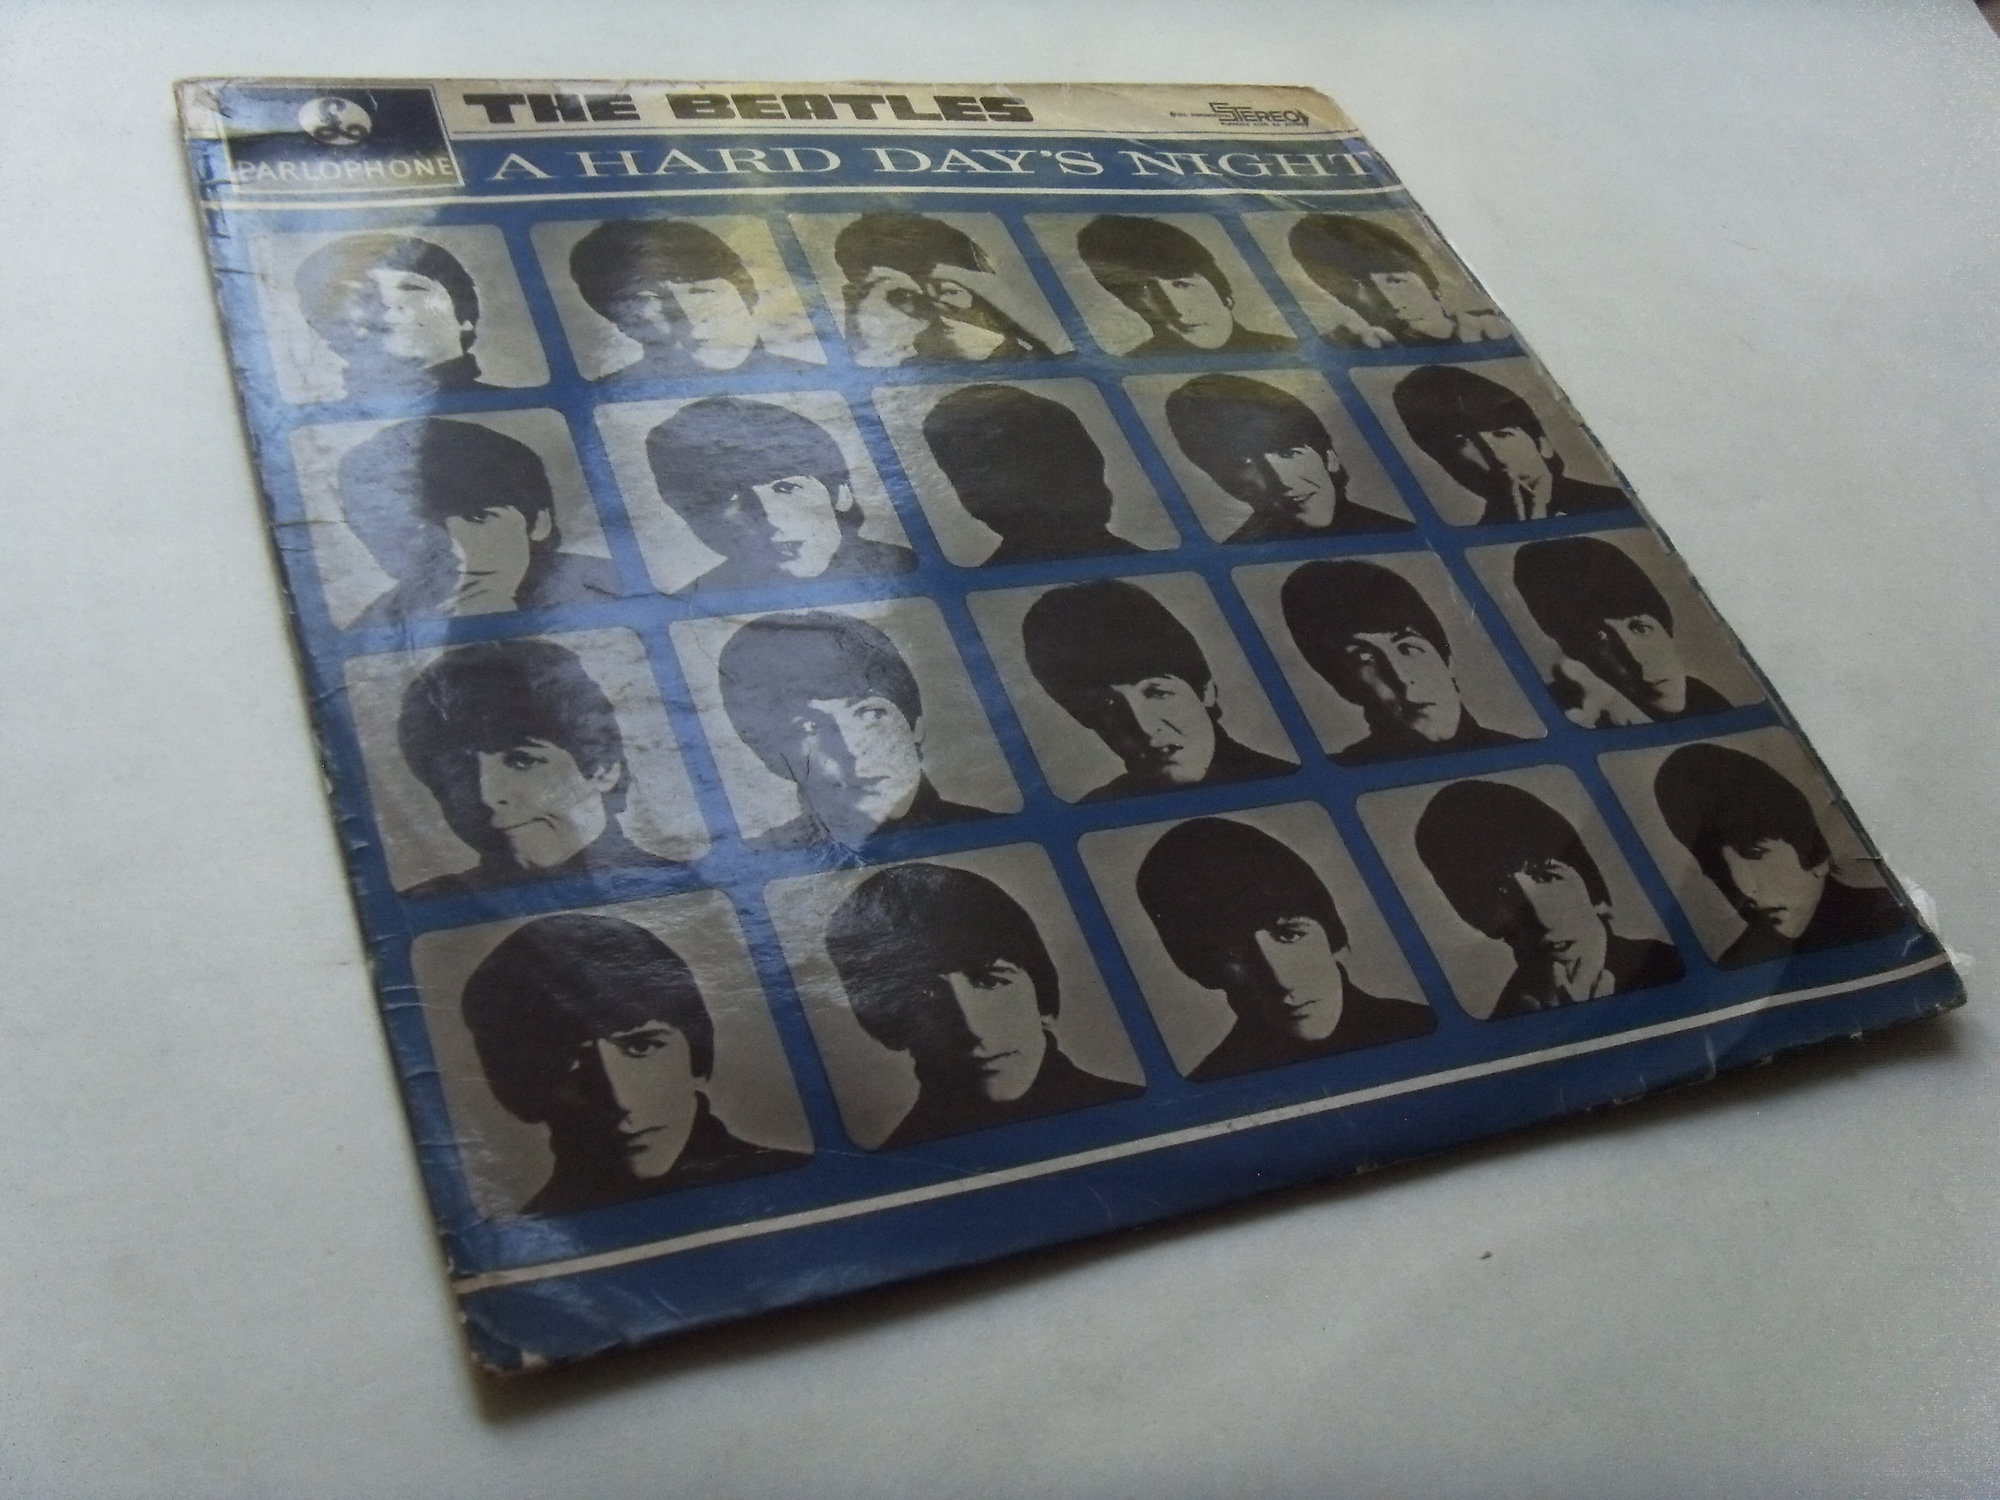 PARLOPHONE
THE BEATLES
STEREO
A HARD DAY'S NIGHT